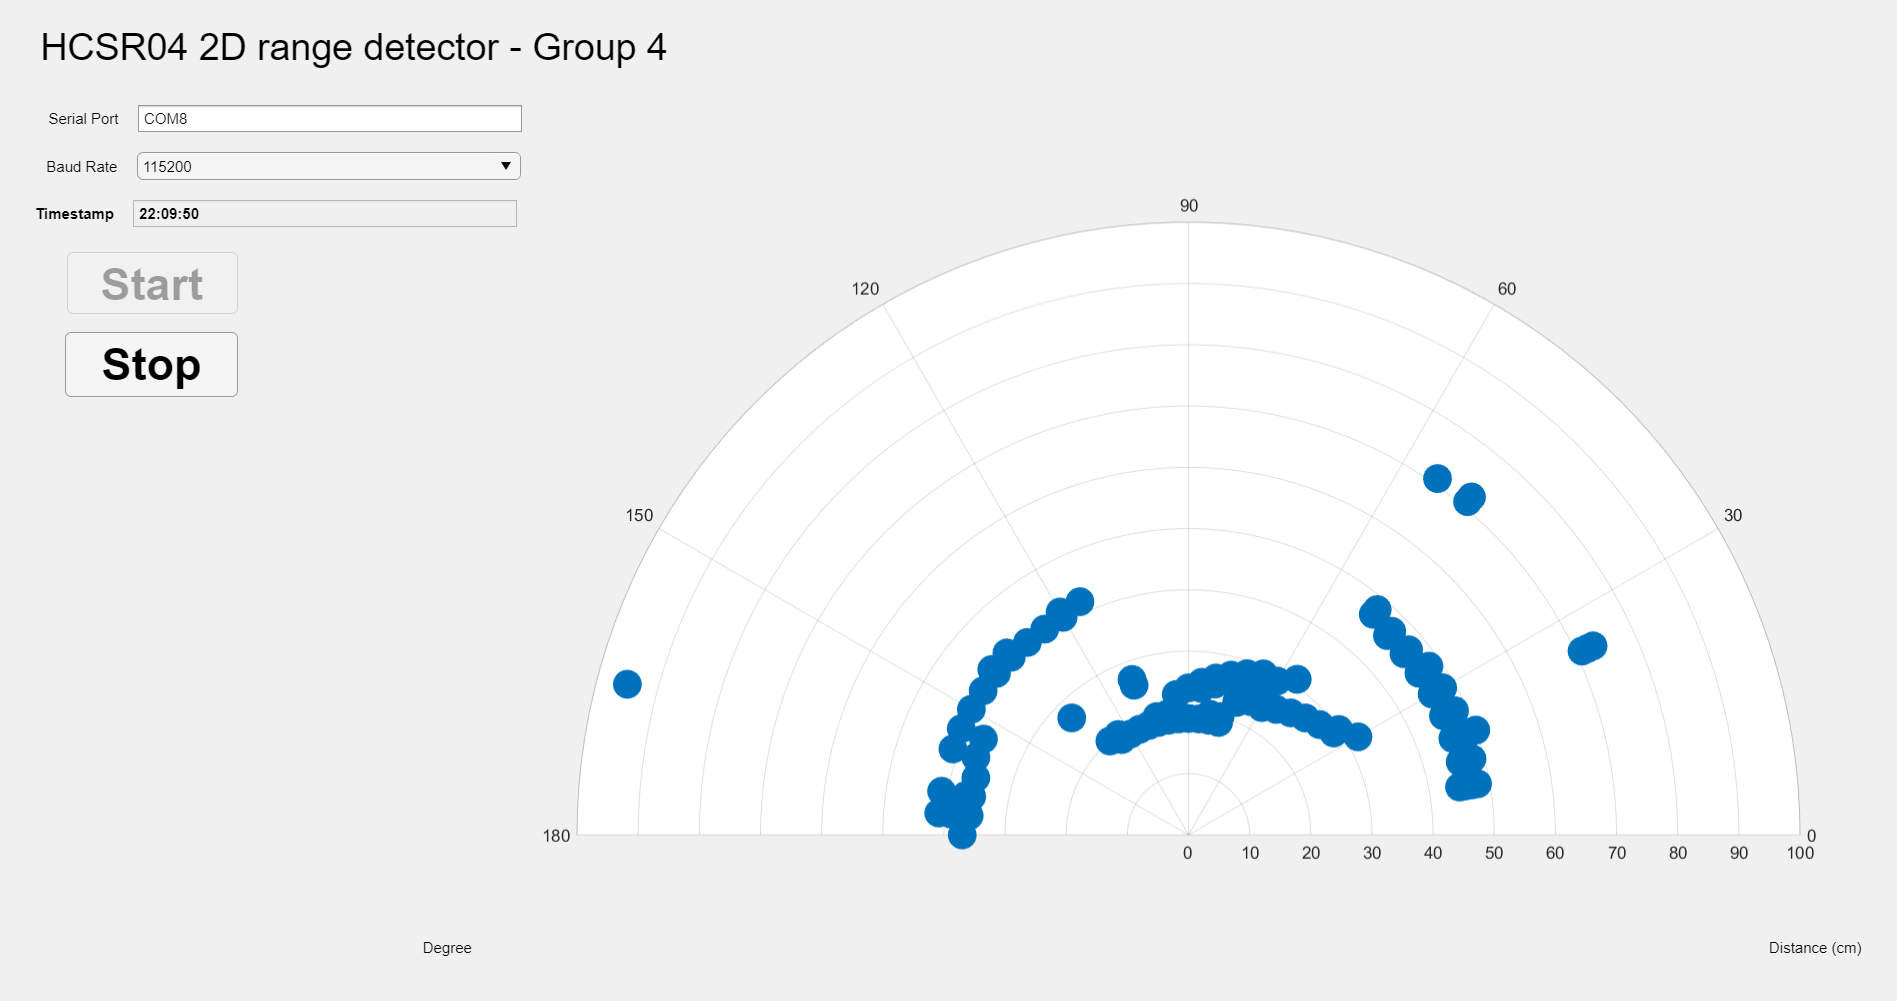 HCSR04 2D range detector - Group 4
Serial Port COM8
Baud Rate 115200
Timestamp 22:09:50
Start
Stop
90
120 60
150 30
180 0
0 10 20 30 40 50 60 70 80 90 100
Degree Distance (cm)